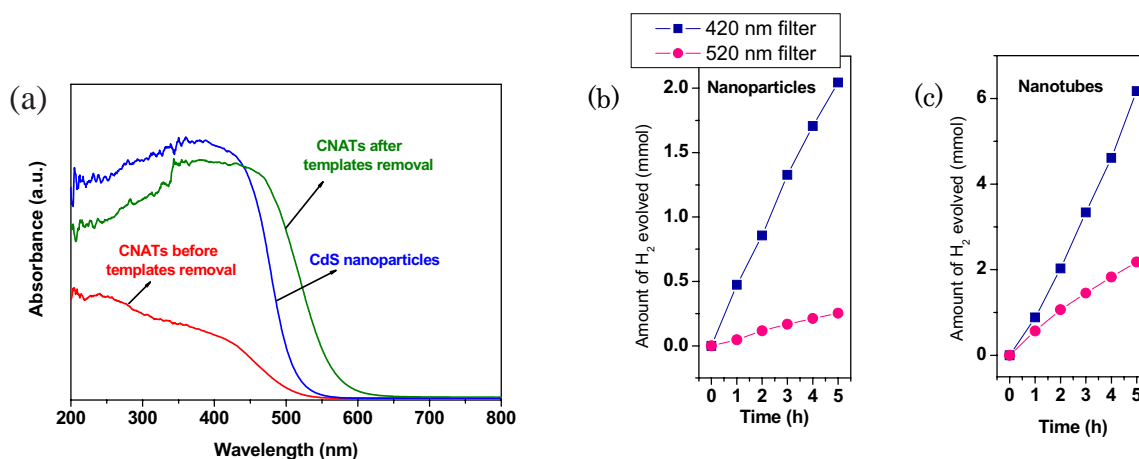 (a)
Absorbance (a.u.)
CNATs after
templates removal
CNATs before
templates removal
CdS nanoparticles
200 300 400 500 600 700 800
Wavelength (nm)
420 nm filter
520 nm filter
(b)
Nanoparticles
Amount of H2 evolved (mmol)
2.0
1.5
1.0
0.5
0.0
0 1 2 3 4 5
Time (h)
(c)
Nanotubes
Amount of H2 evolved (mmol)
6
4
2
0
0 1 2 3 4 5
Time (h)